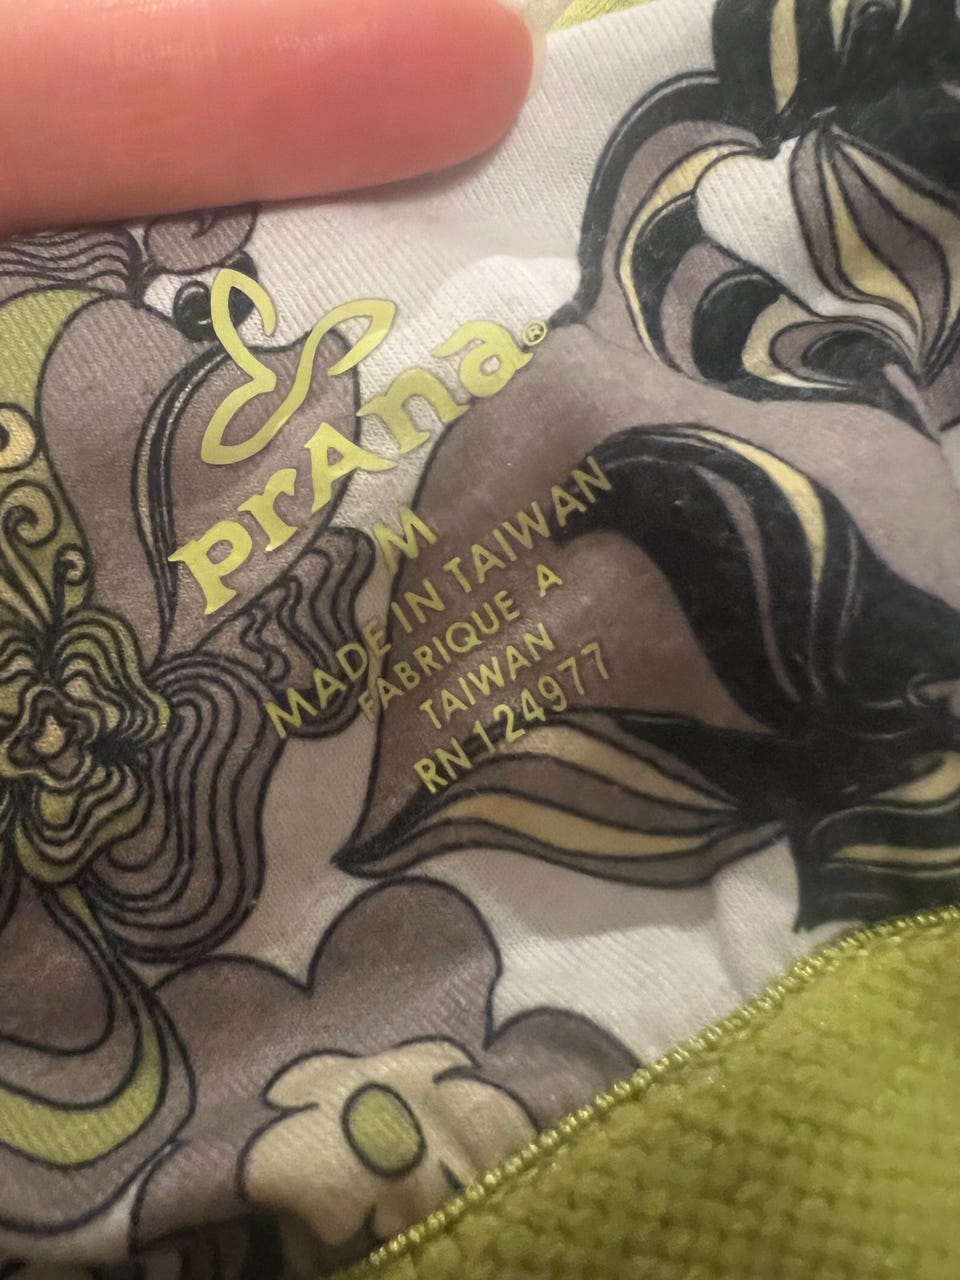 prAna®
M
MADE IN TAIWAN
FABRIQUE A
TAIWAN
RN 124977